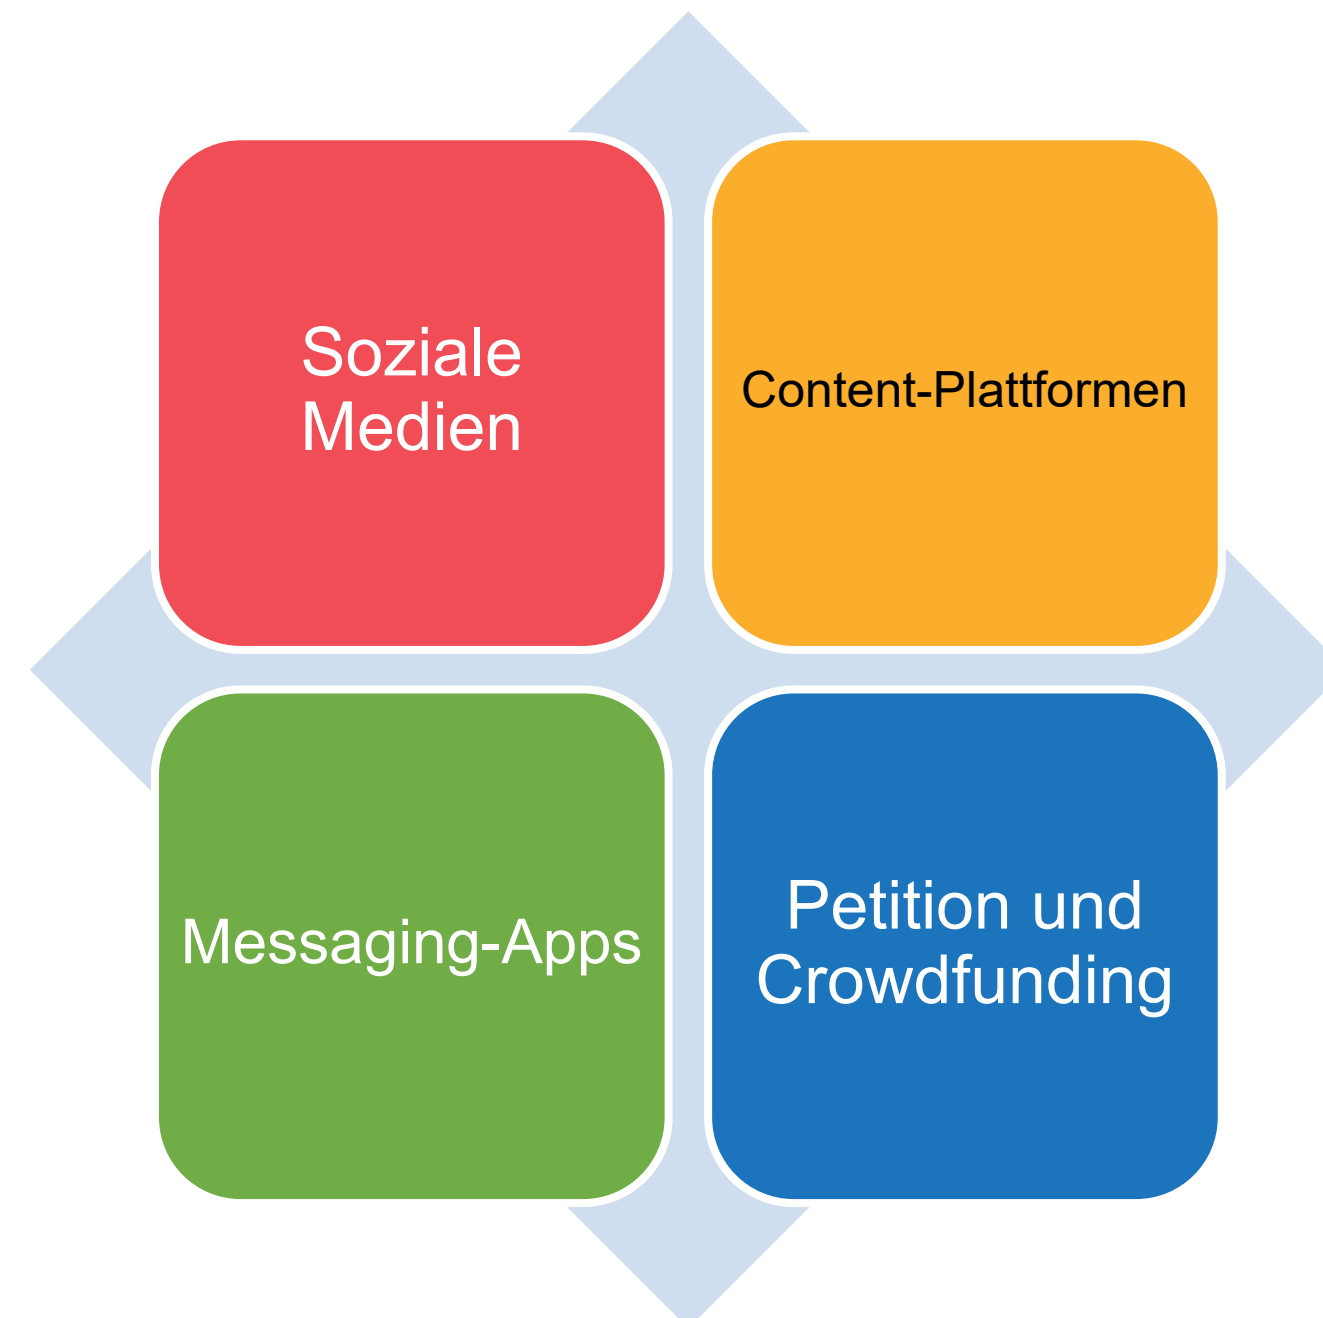 Soziale
Medien
Content-Plattformen
Messaging-Apps
Petition und
Crowdfunding